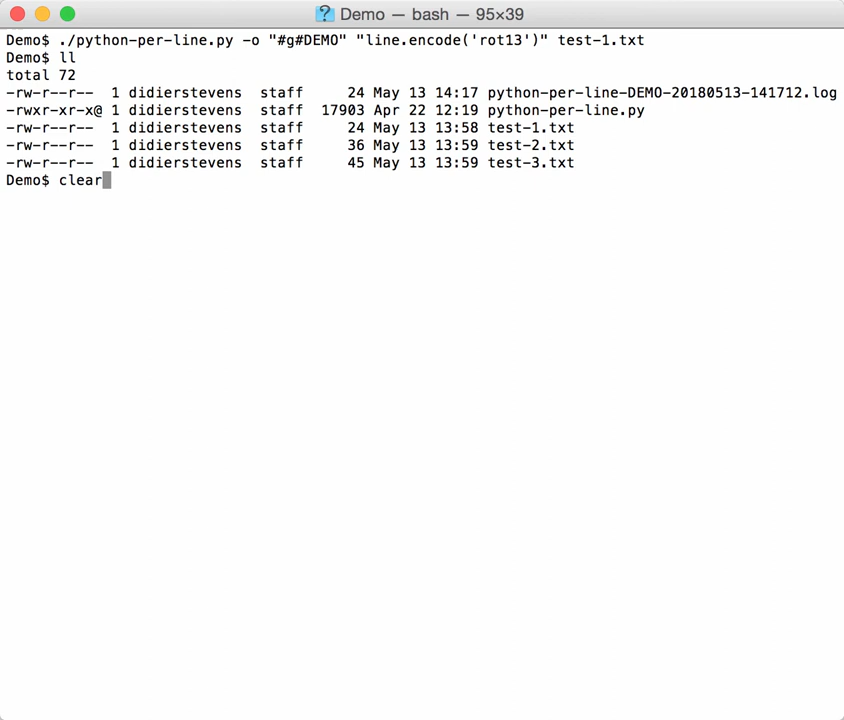 Demo — bash — 95×39
Demo$ ./python-per-line.py -o "#g#DEMO" "line.encode('rot13')" test-1.txt
Demo$ ll
total 72
-rw-r--r--  1 didierstevens  staff     24 May 13 14:17 python-per-line-DEMO-20180513-141712.log
-rwxr-xr-x@ 1 didierstevens  staff  17903 Apr 22 12:19 python-per-line.py
-rw-r--r--  1 didierstevens  staff     24 May 13 13:58 test-1.txt
-rw-r--r--  1 didierstevens  staff     36 May 13 13:59 test-2.txt
-rw-r--r--  1 didierstevens  staff     45 May 13 13:59 test-3.txt
Demo$ clear